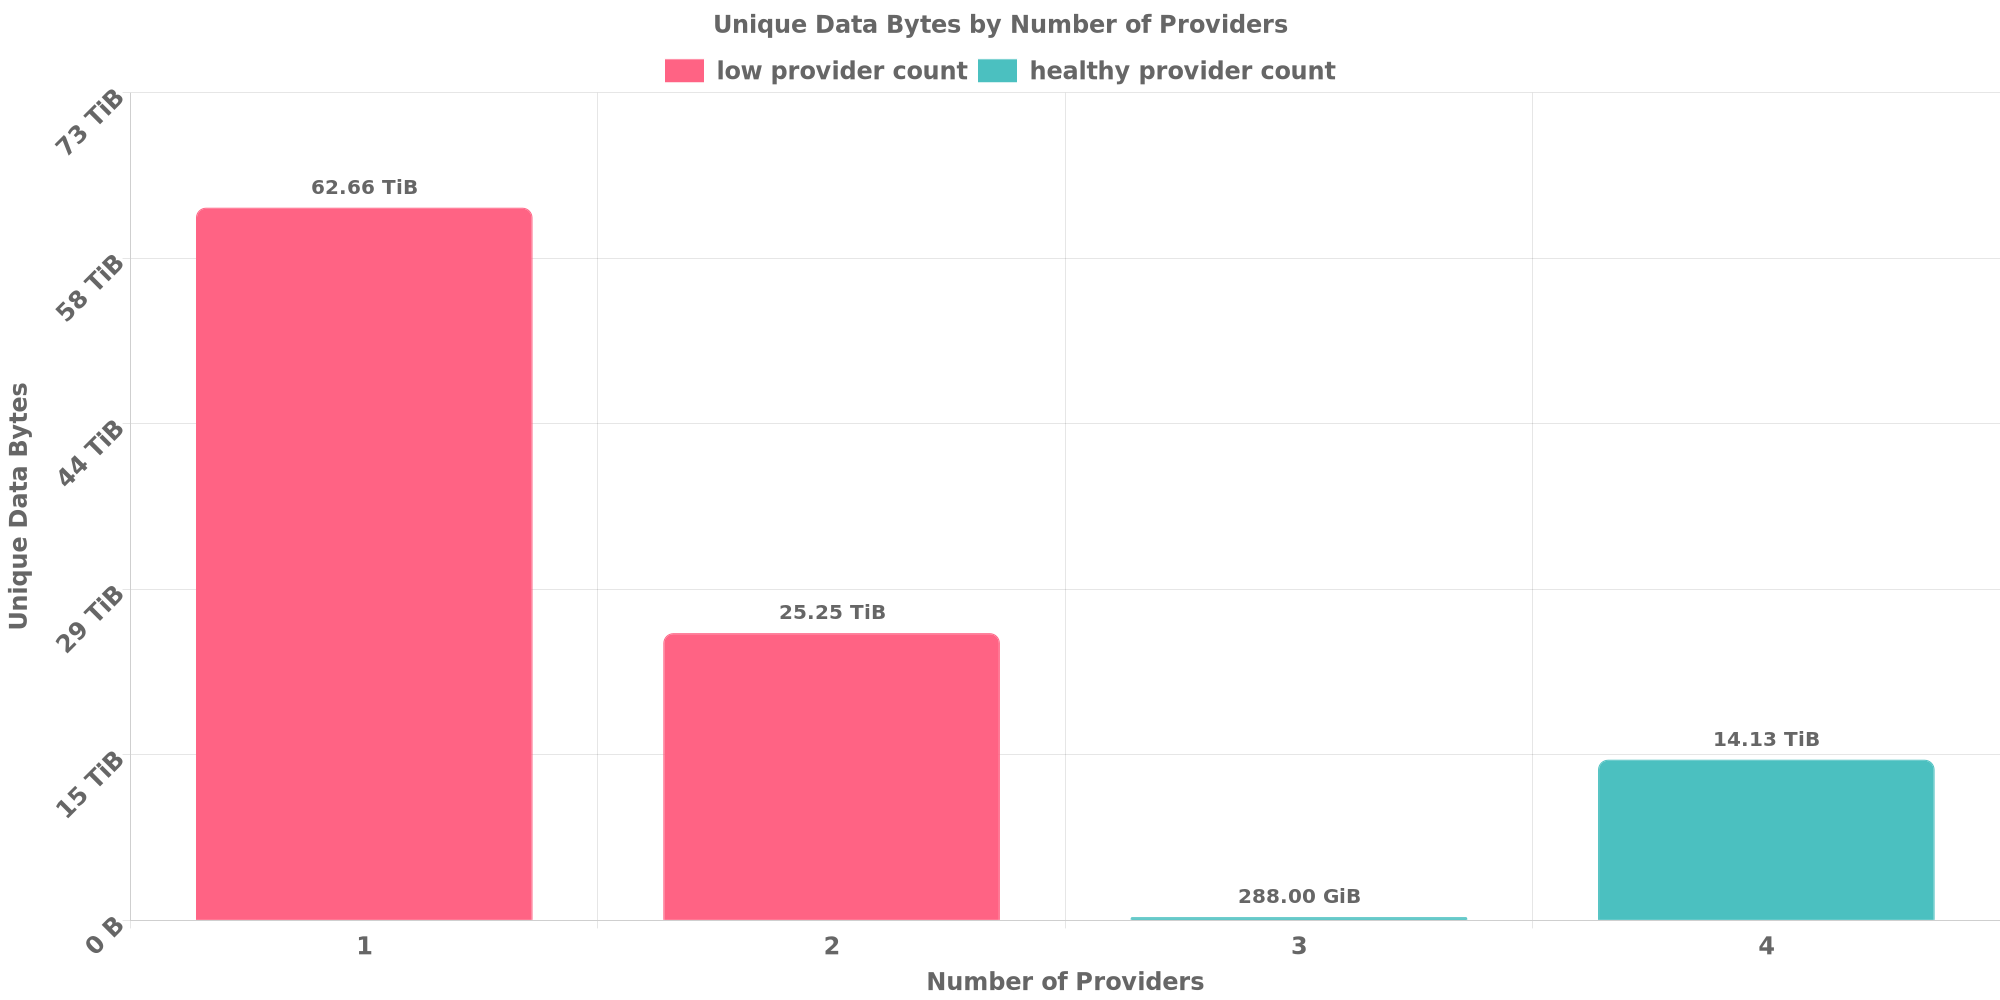 Unique Data Bytes by Number of Providers
low provider count healthy provider count
73 TiB
58 TiB
44 TiB
29 TiB
15 TiB
0 B
Unique Data Bytes
62.66 TiB
25.25 TiB
288.00 GiB
14.13 TiB
1 2 3 4
Number of Providers